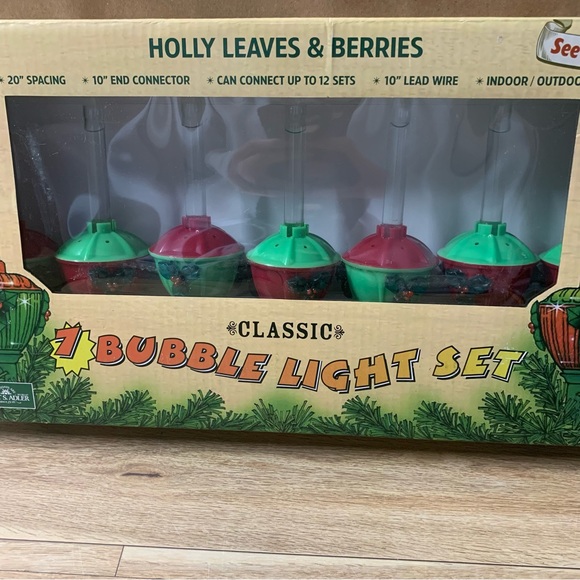 HOLLY LEAVES & BERRIES
See
* 20" SPACING * 10" END CONNECTOR * CAN CONNECT UP TO 12 SETS * 10" LEAD WIRE * INDOOR / OUTDOO
CLASSIC
7 BUBBLE LIGHT SET
S. ADLER